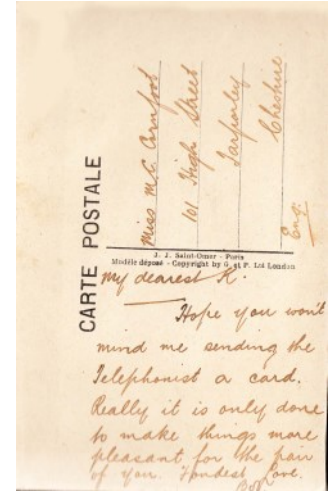 CARTE POSTALE
Miss M.C.
101 High Street
Tarporley
Cheshire.
Eng.
J. J. Saint-Omer - Paris
Modèle déposé - Copyright by G. et P. Ltd London
My dearest K.
Hope you won't
mind me sending the
Telephonist a card.
Really it is only done
to make things more
pleasant for the pair
of you. Fondest Love.